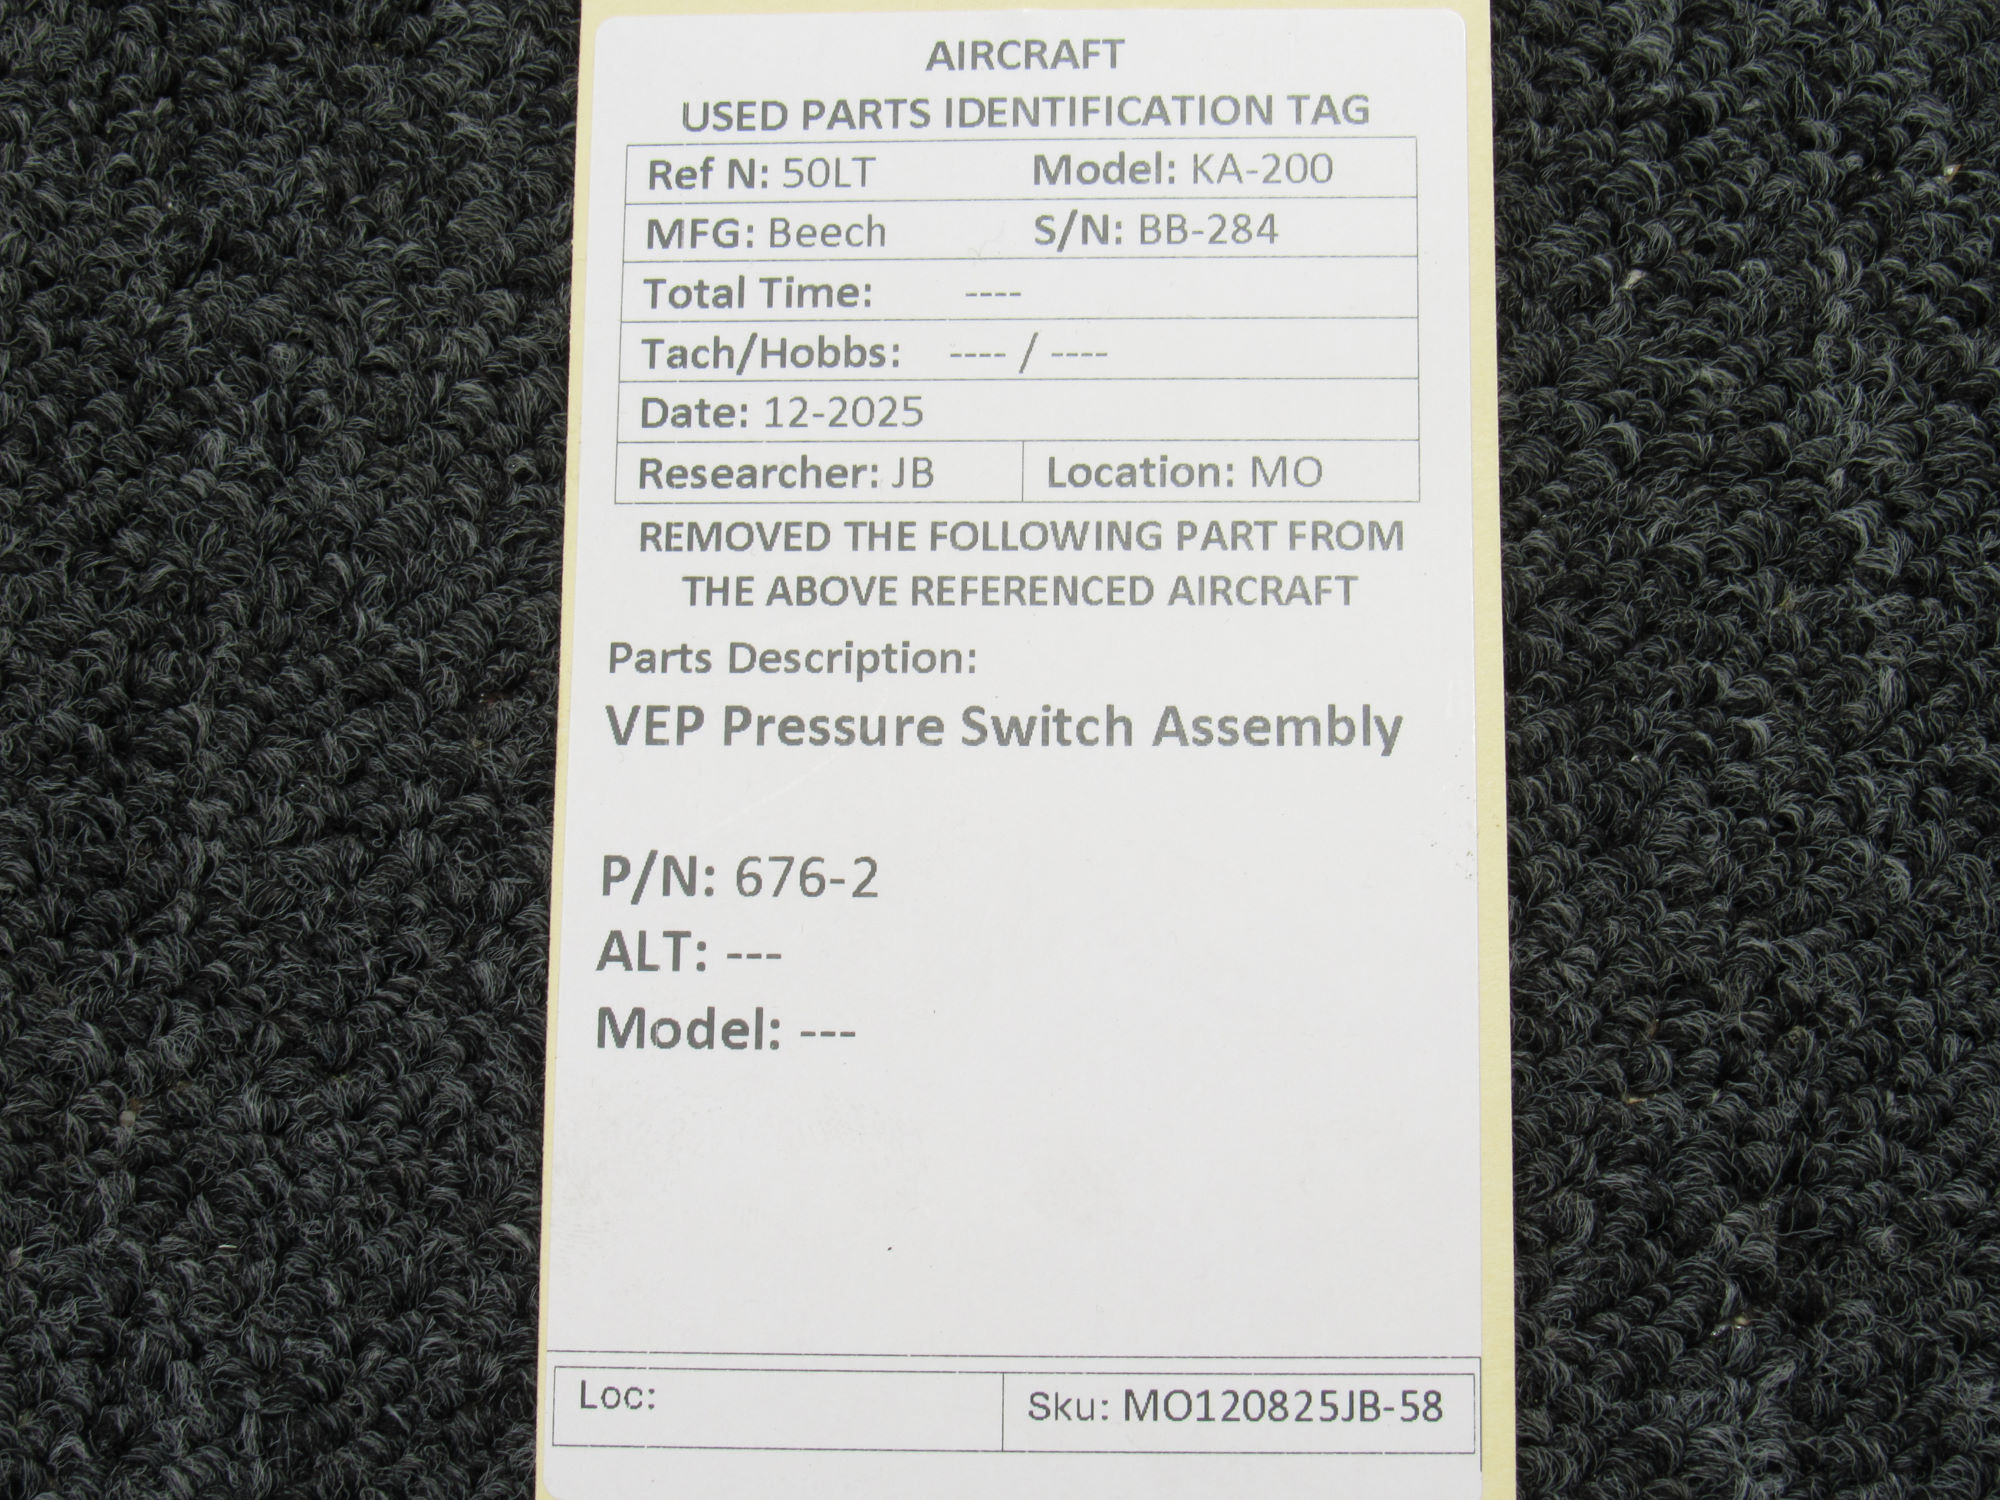 AIRCRAFT
USED PARTS IDENTIFICATION TAG
Ref N: 50LT Model: KA-200
MFG: Beech S/N: BB-284
Total Time: ----
Tach/Hobbs: ---- / ----
Date: 12-2025
Researcher: JB Location: MO
REMOVED THE FOLLOWING PART FROM
THE ABOVE REFERENCED AIRCRAFT
Parts Description:
VEP Pressure Switch Assembly
P/N: 676-2
ALT: ---
Model: ---
Loc: Sku: MO120825JB-58